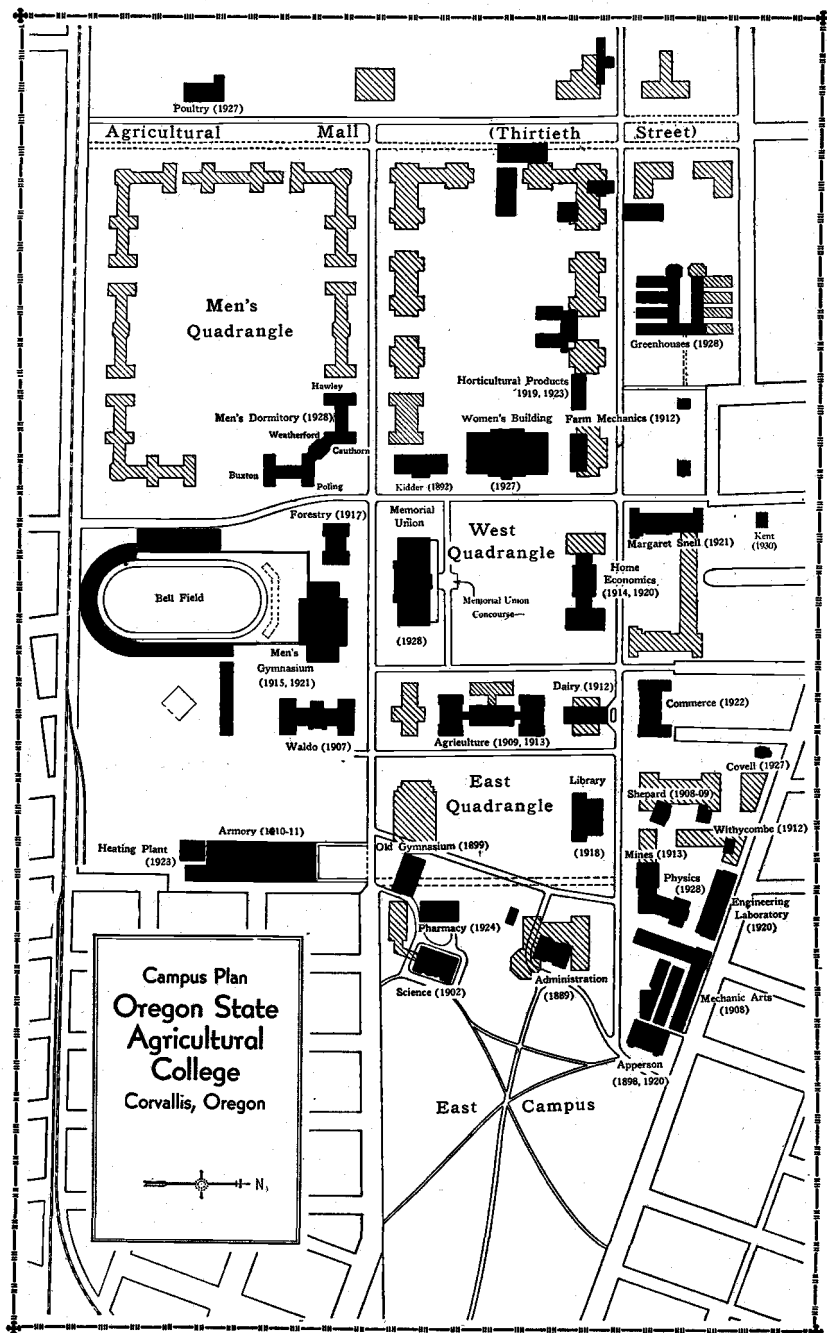 Poultry (1927)
Agricultural Mall (Thirtieth Street)
Men's
Quadrangle
Greenhouses (1928)
Hawley
Horticultural Products
(1919, 1923)
Men's Dormitory (1928)
Women's Building
Farm Mechanics (1912)
Weatherford
Cauthorn
Buxton
Poling
Kidder (1892)
(1927)
Forestry (1917)
Memorial
Union
West
Quadrangle
Margaret Snell (1921)
Kent
(1930)
Bell Field
Home
Economics
(1914, 1920)
Memorial Union
Concourse
(1928)
Men's
Gymnasium
(1915, 1921)
Dairy (1912)
Commerce (1922)
Waldo (1907)
Agriculture (1909, 1913)
Covell (1927)
East
Quadrangle
Library
Shepard (1908-09)
Armory (1910-11)
Withycombe (1912)
Heating Plant
(1923)
Old Gymnasium (1899)
(1918)
Mines (1913)
Physics
(1928)
Engineering
Laboratory
(1920)
Pharmacy (1924)
Science (1902)
Administration
(1889)
Mechanic Arts
(1908)
Apperson
(1898, 1920)
East Campus
Campus Plan
Oregon State
Agricultural
College
Corvallis, Oregon
N.